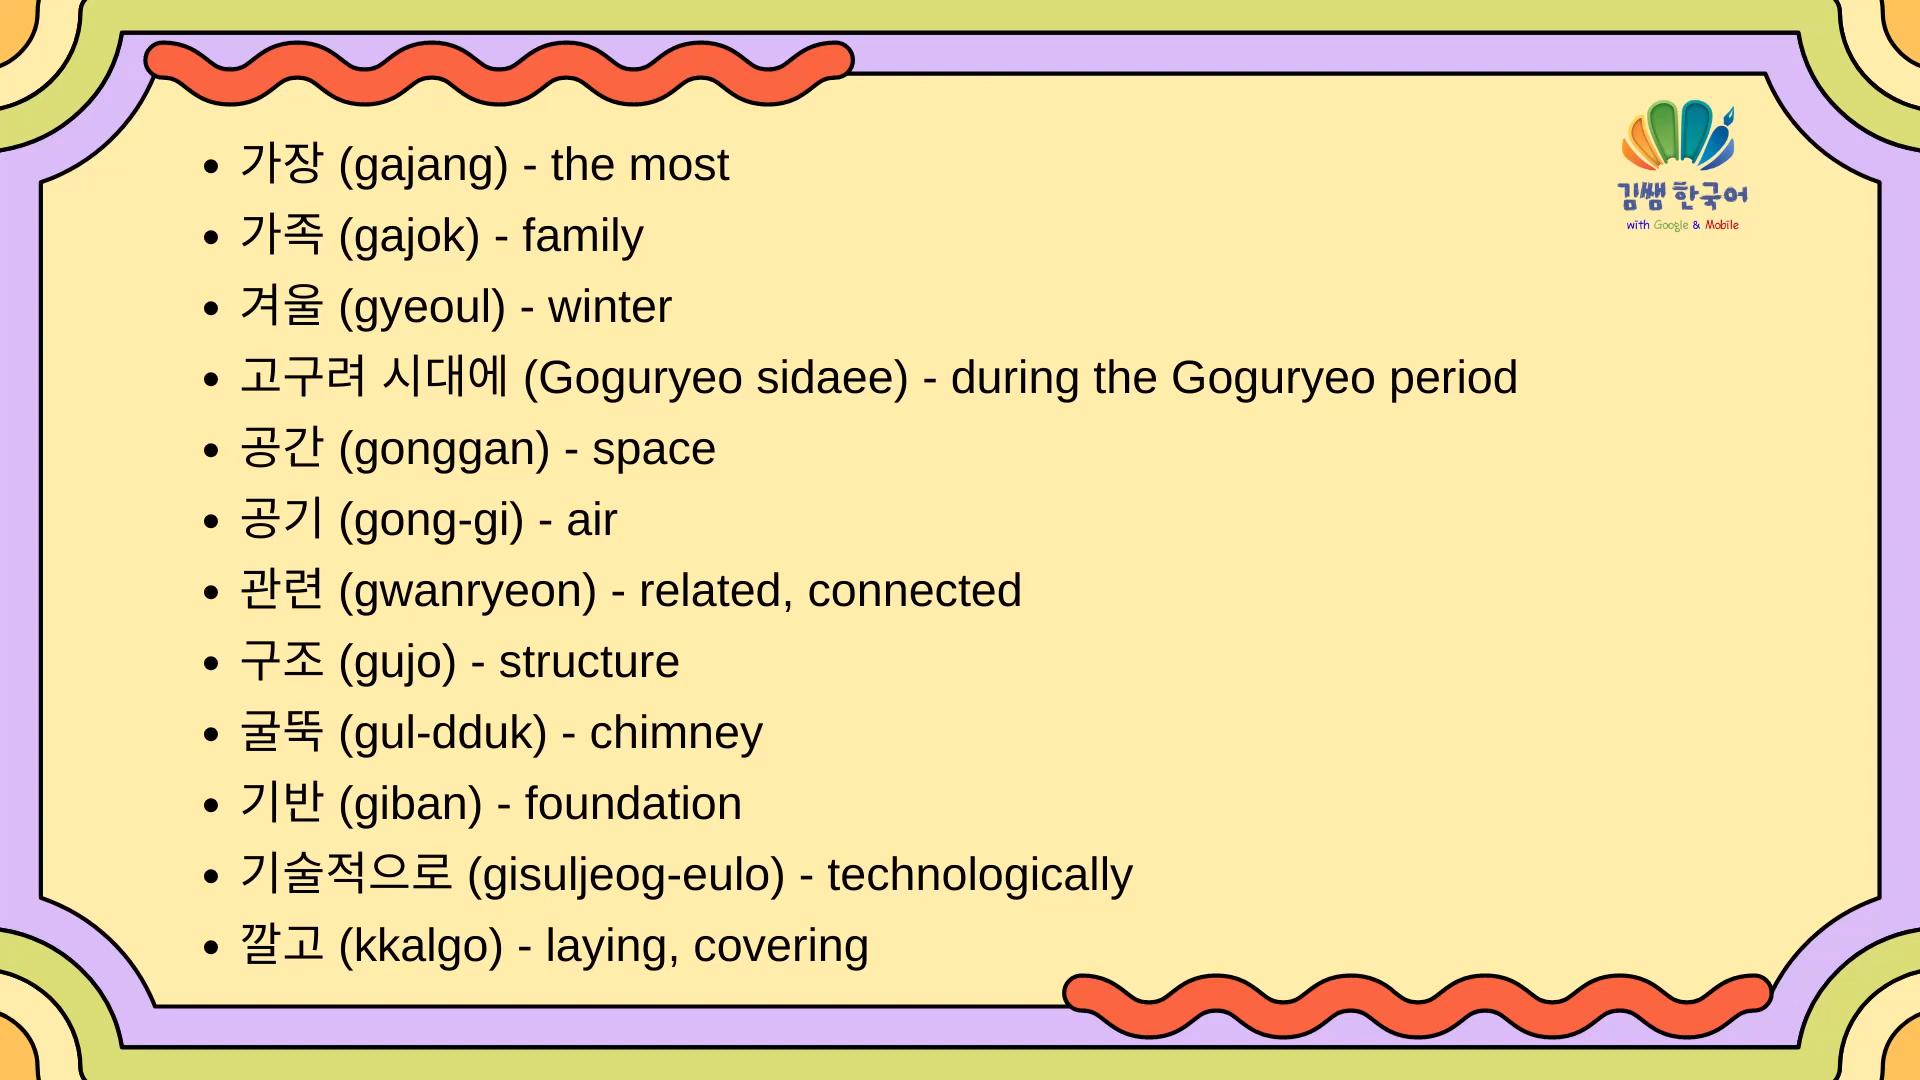 • 가장 (gajang) - the most
• 가족 (gajok) - family
• 겨울 (gyeoul) - winter
• 고구려 시대에 (Goguryeo sidaee) - during the Goguryeo period
• 공간 (gonggan) - space
• 공기 (gong-gi) - air
• 관련 (gwanryeon) - related, connected
• 구조 (gujo) - structure
• 굴뚝 (gul-dduk) - chimney
• 기반 (giban) - foundation
• 기술적으로 (gisuljeog-eulo) - technologically
• 깔고 (kkalgo) - laying, covering
김쌤 한국어
with Google & Mobile